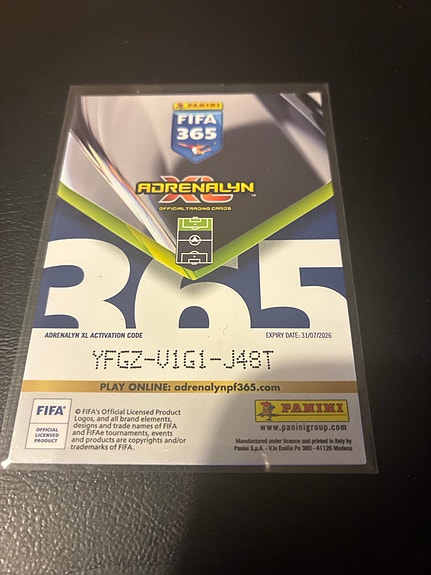 PANINI
FIFA
365
ADRENALYN
XL™
OFFICIAL TRADING CARDS
365
ADRENALYN XL ACTIVATION CODE
EXPIRY DATE: 31/07/2026
YFGZ-V1G1-J48T
PLAY ONLINE: adrenalynpf365.com
FIFA®
OFFICIAL
LICENSED
PRODUCT
© FIFA's Official Licensed Product
Logos, and all brand elements,
designs and trade names of FIFA
and FIFAe tournaments, events
and products are copyrights and/or
trademarks of FIFA.
PANINI
www.paninigroup.com
Manufactured under licence and printed in Italy by
Panini S.p.A. - V.le Emilio Po 380 - 41126 Modena